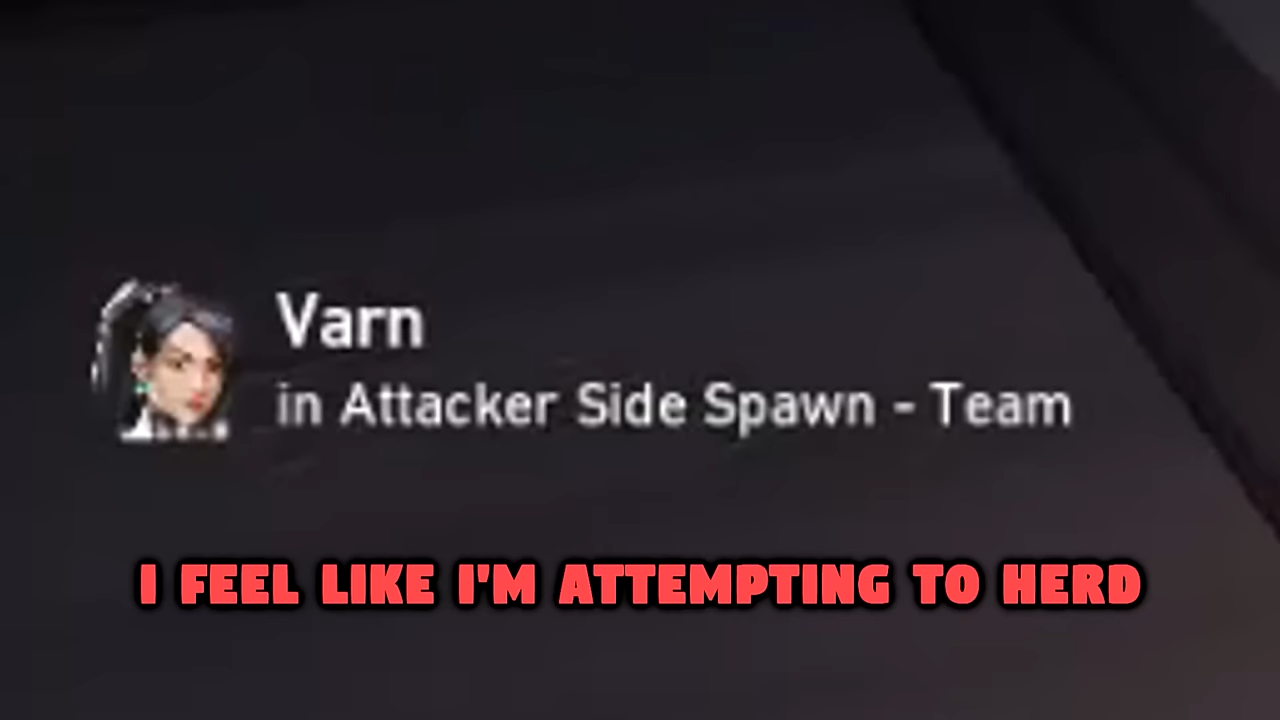 Varn
in Attacker Side Spawn - Team
I FEEL LIKE I'M ATTEMPTING TO HERD